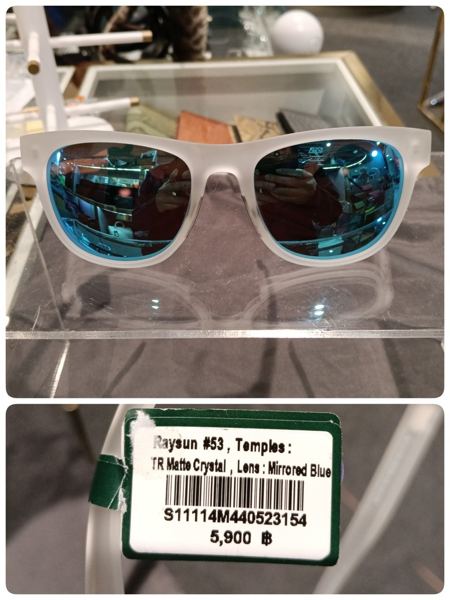 Raysun #53 , Temples :
TR Matte Crystal , Lens : Mirrored Blue
S11114M440523154
5,900 ฿